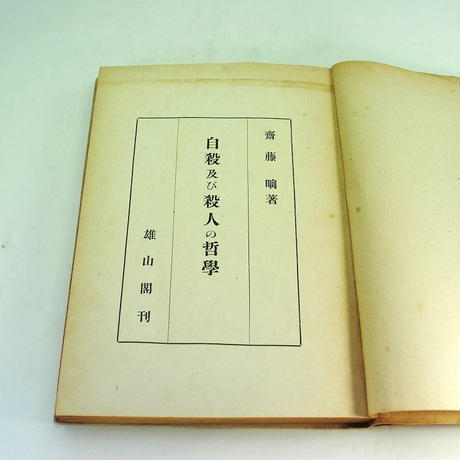 齋藤晌著
自殺及び殺人の哲學
雄山閣刊